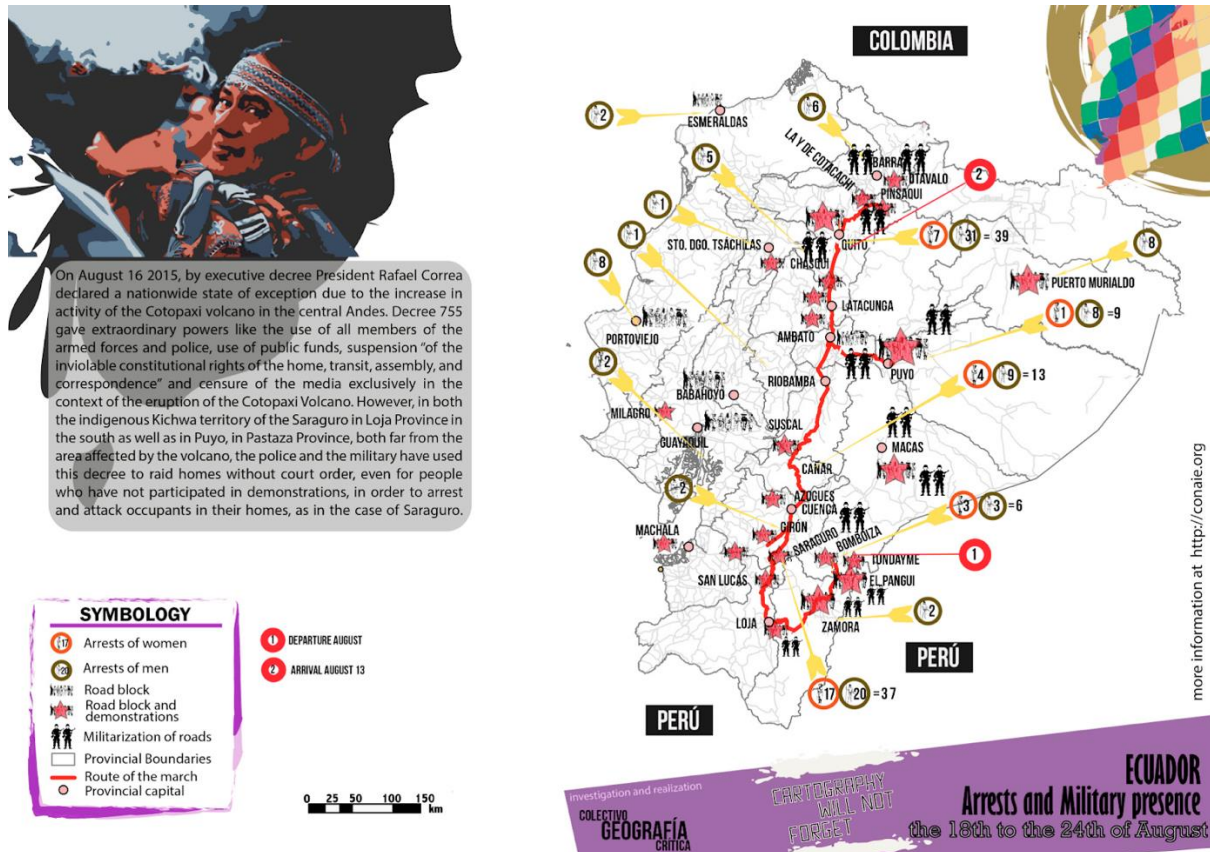 On August 16 2015, by executive decree President Rafael Correa
declared a nationwide state of exception due to the increase in
activity of the Cotopaxi volcano in the central Andes. Decree 755
gave extraordinary powers like the use of all members of the
armed forces and police, use of public funds, suspension "of the
inviolable constitutional rights of the home, transit, assembly, and
correspondence" and censure of the media exclusively in the
context of the eruption of the Cotopaxi Volcano. However, in both
the indigenous Kichwa territory of the Saraguro in Loja Province in
the south as well as in Puyo, in Pastaza Province, both far from the
area affected by the volcano, the police and the military have used
this decree to raid homes without court order, even for people
who have not participated in demonstrations, in order to arrest
and attack occupants in their homes, as in the case of Saraguro.
SYMBOLOGY
17 Arrests of women
20 Arrests of men
Road block
Road block and
demonstrations
Militarization of roads
Provincial Boundaries
Route of the march
Provincial capital
1 DEPARTURE AUGUST
2 ARRIVAL AUGUST 13
0 25 50 100 150
km
COLOMBIA
2
ESMERALDAS
6
LA Y DE COTACACHI
IBARRA
OTAVALO
PINSAQUI
5
2
1
STO. DGO. TSÁCHILAS
QUITO
7 31 = 39
1
CHASQUI
8
PUERTO MURIALDO
8
LATACUNGA
PORTOVIEJO
AMBATO
1 8 = 9
PUYO
2
RIOBAMBA
4 9 = 13
BABAHOYO
MILAGRO
GUAYAQUIL
SUSCAL
MACAS
CAÑAR
2
AZOGUES
CUENCA
3 3 = 6
MACHALA
GIRÓN
SARAGURO
BOMBOIZA
TUNDAYME
1
SAN LUCAS
EL PANGUI
LOJA
ZAMORA
2
PERÚ
17 20 = 37
PERÚ
more information at http://conaie.org
investigation and realization
COLECTIVO
GEOGRAFÍA
CRÍTICA
CARTOGRAPHY
WILL NOT
FORGET
ECUADOR
Arrests and Military presence
the 18th to the 24th of August